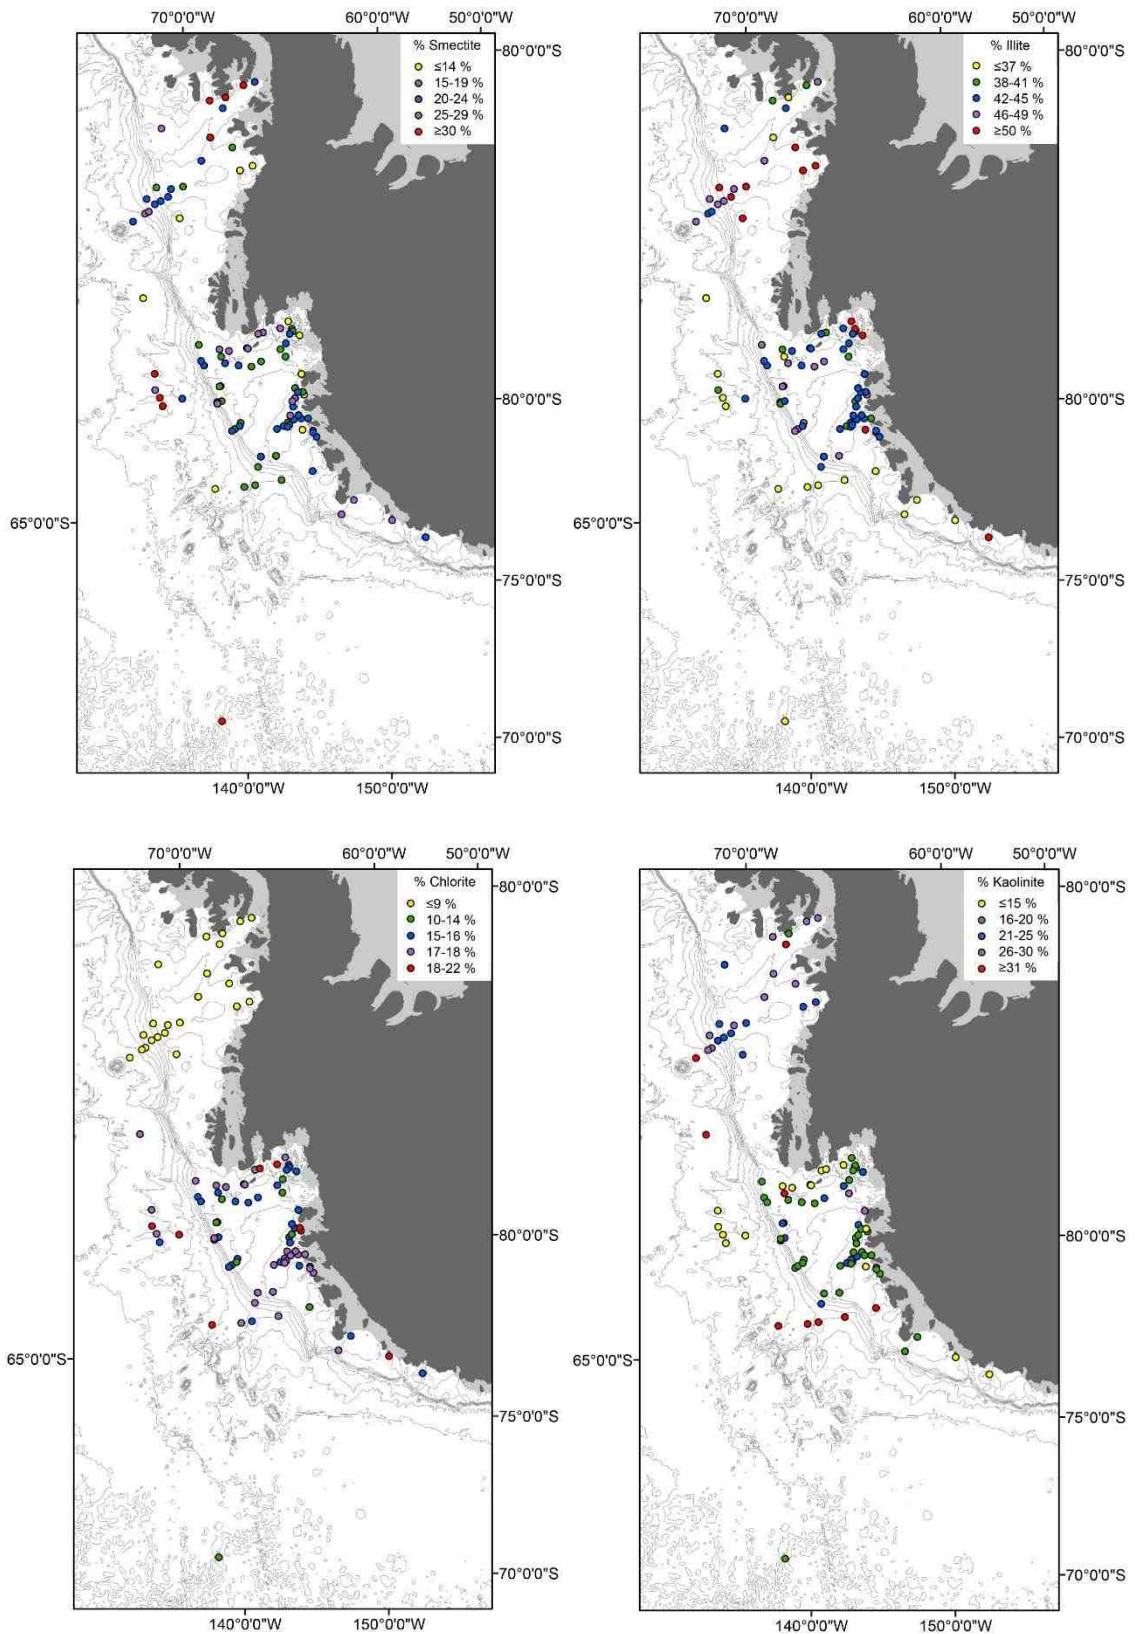 70°0'0"W 60°0'0"W 50°0'0"W
80°0'0"S
% Smectite
≤14 %
15-19 %
20-24 %
25-29 %
≥30 %
80°0'0"S
65°0'0"S
75°0'0"S
70°0'0"S
140°0'0"W 150°0'0"W
70°0'0"W 60°0'0"W 50°0'0"W
80°0'0"S
% Illite
≤37 %
38-41 %
42-45 %
46-49 %
≥50 %
80°0'0"S
65°0'0"S
75°0'0"S
70°0'0"S
140°0'0"W 150°0'0"W
70°0'0"W 60°0'0"W 50°0'0"W
80°0'0"S
% Chlorite
≤9 %
10-14 %
15-16 %
17-18 %
18-22 %
80°0'0"S
65°0'0"S
75°0'0"S
70°0'0"S
140°0'0"W 150°0'0"W
70°0'0"W 60°0'0"W 50°0'0"W
80°0'0"S
% Kaolinite
≤15 %
16-20 %
21-25 %
26-30 %
≥31 %
80°0'0"S
65°0'0"S
75°0'0"S
70°0'0"S
140°0'0"W 150°0'0"W